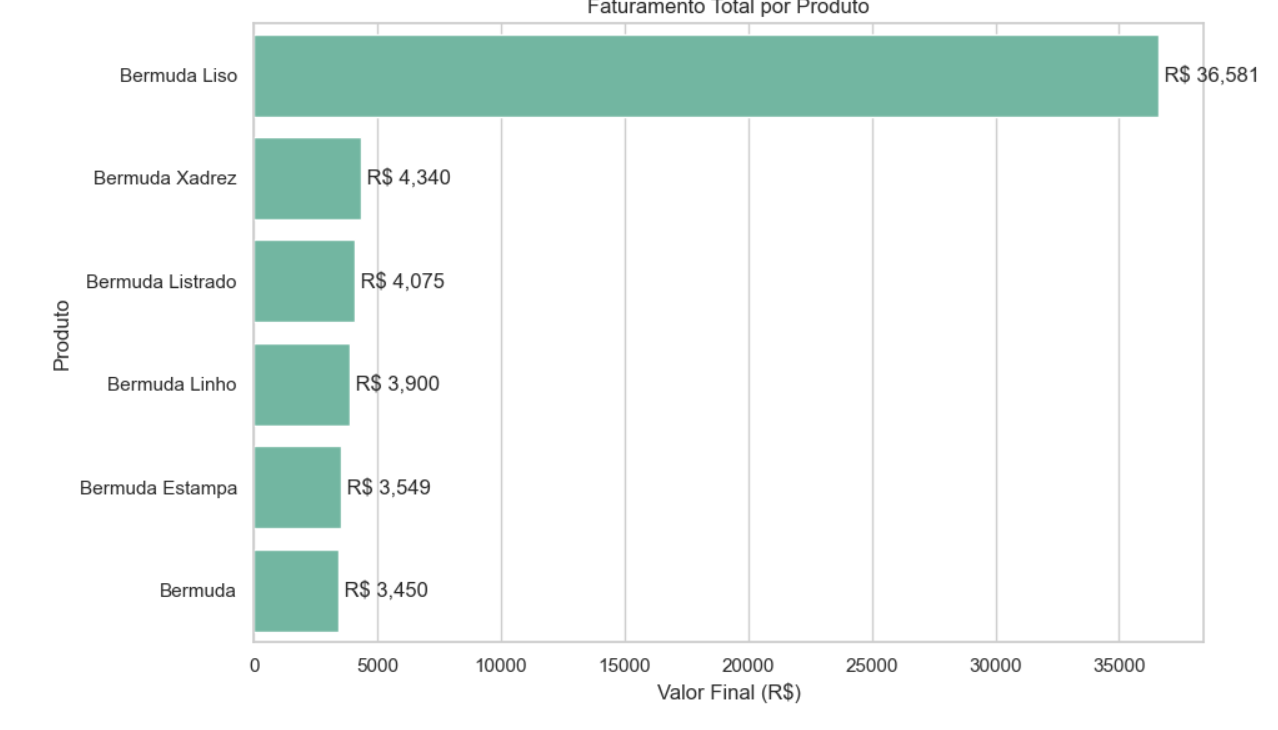 Faturamento Total por Produto
Bermuda Liso
R$ 36,581
Bermuda Xadrez
R$ 4,340
Bermuda Listrado
R$ 4,075
Bermuda Linho
R$ 3,900
Bermuda Estampa
R$ 3,549
Bermuda
R$ 3,450
Produto
0 5000 10000 15000 20000 25000 30000 35000
Valor Final (R$)